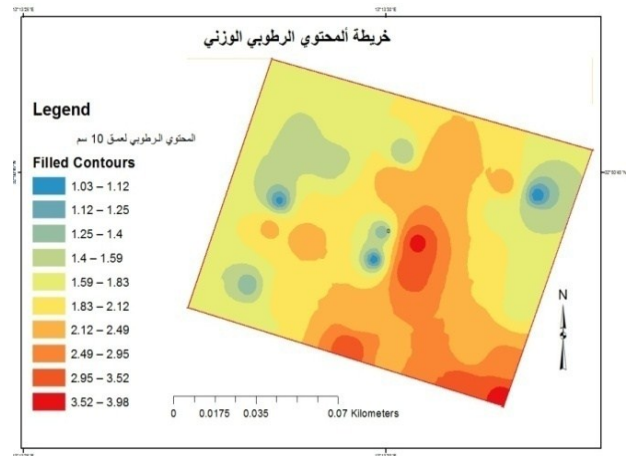 خريطة ألمحتوي الرطوبي الوزني
Legend
المحتوي الرطوبي لعمق 10 سم
Filled Contours
1.03 – 1.12
1.12 – 1.25
1.25 – 1.4
1.4 – 1.59
1.59 – 1.83
1.83 – 2.12
2.12 – 2.49
2.49 – 2.95
2.95 – 3.52
3.52 – 3.98
N
0 0.0175 0.035 0.07 Kilometers